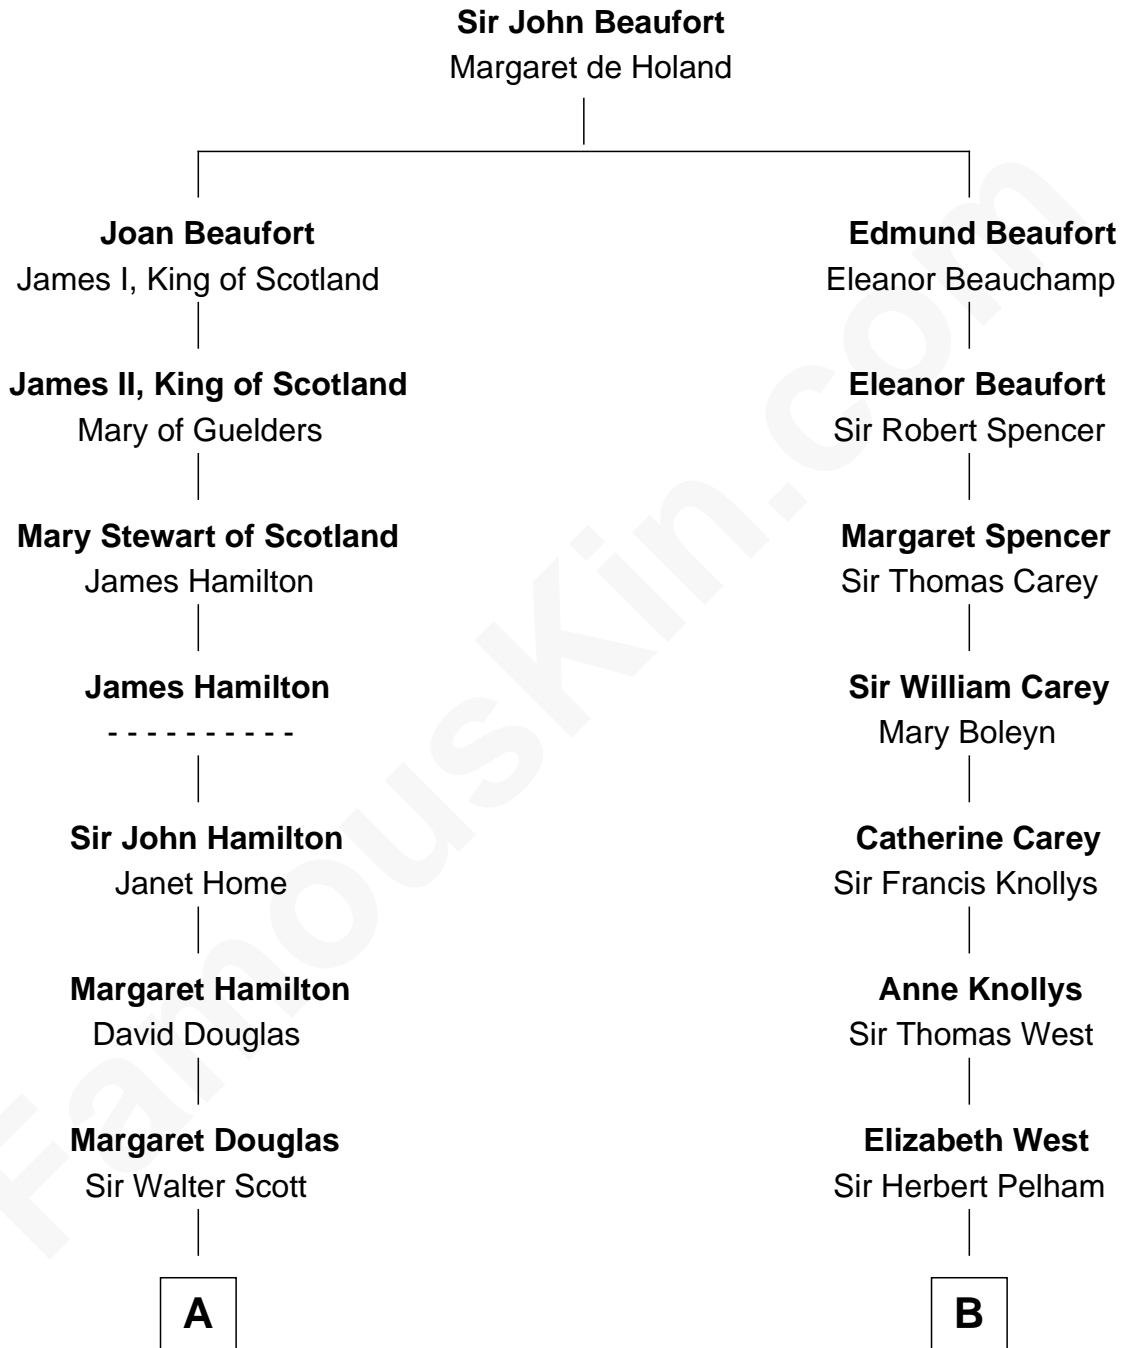 Sir John Beaufort
Margaret de Holand
Joan Beaufort
James I, King of Scotland
Edmund Beaufort
Eleanor Beauchamp
James II, King of Scotland
Mary of Guelders
Eleanor Beaufort
Sir Robert Spencer
Mary Stewart of Scotland
James Hamilton
Margaret Spencer
Sir Thomas Carey
James Hamilton
- - - - - - - - - -
Sir William Carey
Mary Boleyn
Sir John Hamilton
Janet Home
Catherine Carey
Sir Francis Knollys
Margaret Hamilton
David Douglas
Anne Knollys
Sir Thomas West
Margaret Douglas
Sir Walter Scott
Elizabeth West
Sir Herbert Pelham
A
B
FamousKin.com